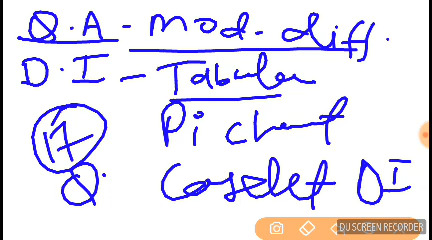 Q.A - mod. diff.
D.I - Tabular
17 Pi chart
Q. Caselet DI
DU SCREEN RECORDER